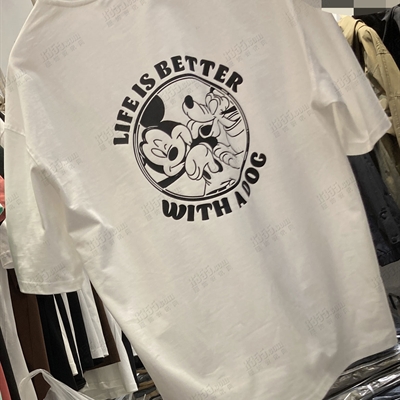 LIFE IS BETTER
WITH A DOG